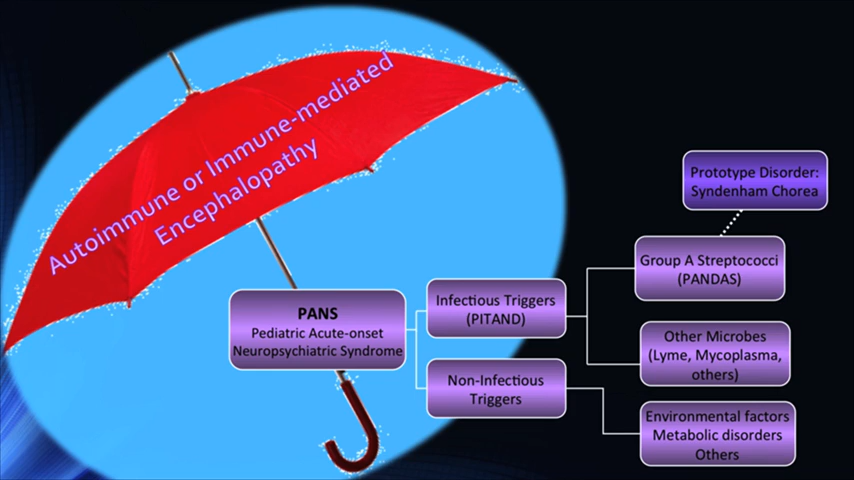 Autoimmune or Immune-mediated
Encephalopathy
PANS
Pediatric Acute-onset
Neuropsychiatric Syndrome
Infectious Triggers
(PITAND)
Non-Infectious
Triggers
Prototype Disorder:
Syndenham Chorea
Group A Streptococci
(PANDAS)
Other Microbes
(Lyme, Mycoplasma,
others)
Environmental factors
Metabolic disorders
Others